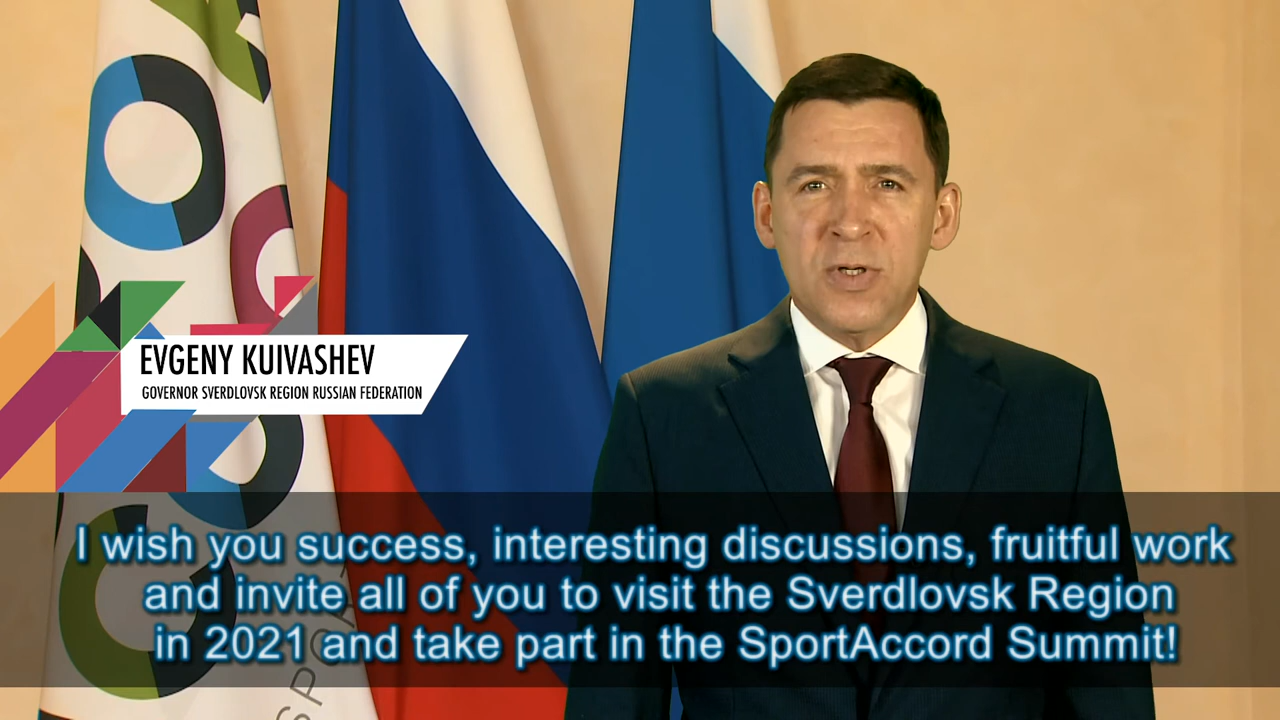 EVGENY KUIVASHEV
GOVERNOR SVERDLOVSK REGION RUSSIAN FEDERATION
I wish you success, interesting discussions, fruitful work
and invite all of you to visit the Sverdlovsk Region
in 2021 and take part in the SportAccord Summit!
SPORT